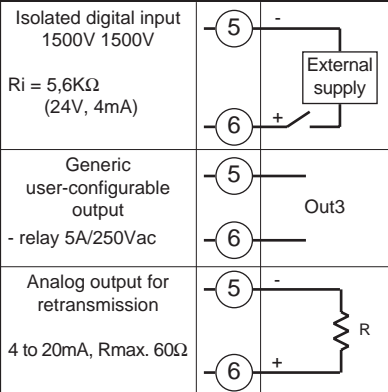 Isolated digital input
1500V 1500V
Ri = 5,6KΩ
(24V, 4mA)
5
-
External
supply
6
+
Generic
user-configurable
output
- relay 5A/250Vac
5
Out3
6
Analog output for
retransmission
4 to 20mA, Rmax. 60Ω
5
-
R
6
+